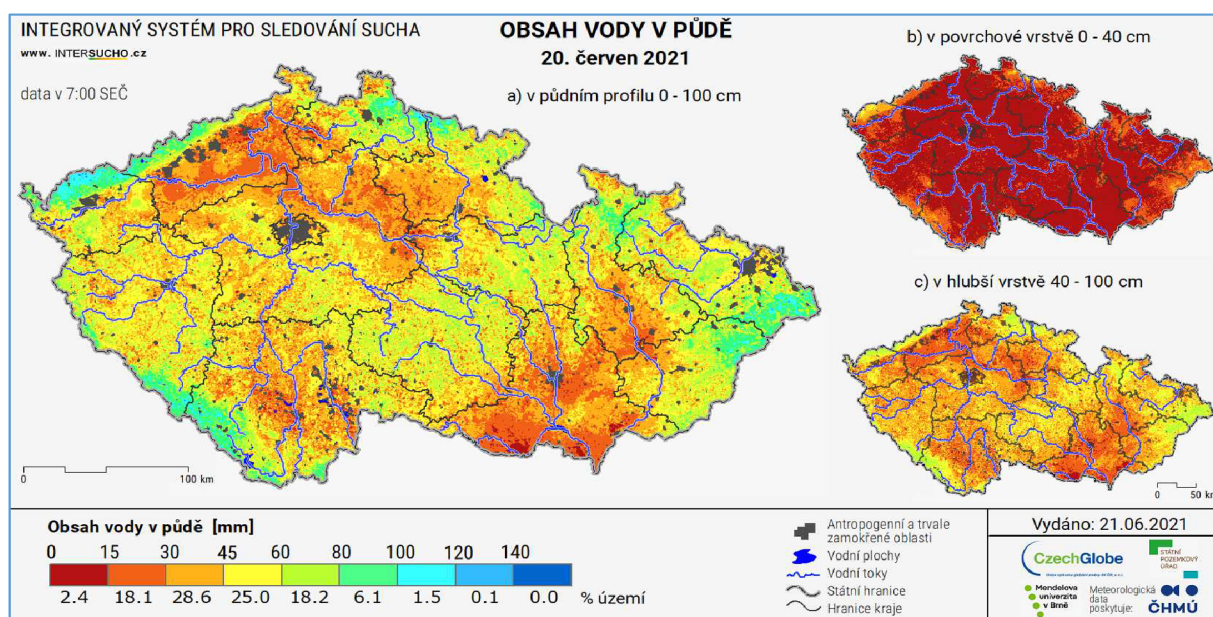 INTEGROVANÝ SYSTÉM PRO SLEDOVÁNÍ SUCHA
www. INTERSUCHO.cz
data v 7:00 SEČ
OBSAH VODY V PŮDĚ
20. červen 2021
a) v půdním profilu 0 - 100 cm
b) v povrchové vrstvě 0 - 40 cm
c) v hlubší vrstvě 40 - 100 cm
100 km
50 km
Obsah vody v půdě [mm]
0 15 30 45 60 80 100 120 140
2.4 18.1 28.6 25.0 18.2 6.1 1.5 0.1 0.0 % území
Antropogenní a trvale
zamokřené oblasti
Vodní plochy
Vodní toky
Státní hranice
Hranice kraje
Vydáno: 21.06.2021
CzechGlobe
STÁTNÍ
POZEMKOVÝ
ÚŘAD
Mendelova
univerzita
v Brně
Meteorologická
data
poskytuje:
ČHMÚ